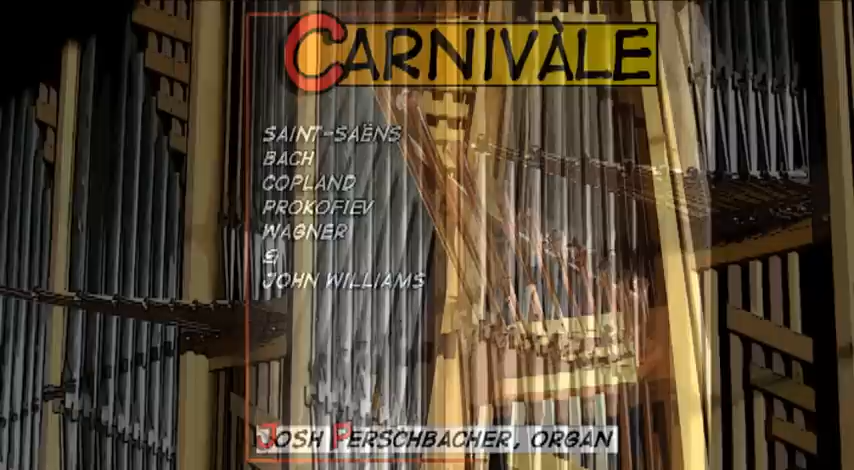 CARNIVÀLE
SAINT-SAËNS
BACH
COPLAND
PROKOFIEV
WAGNER
&
JOHN WILLIAMS
JOSH PERSCHBACHER, ORGAN